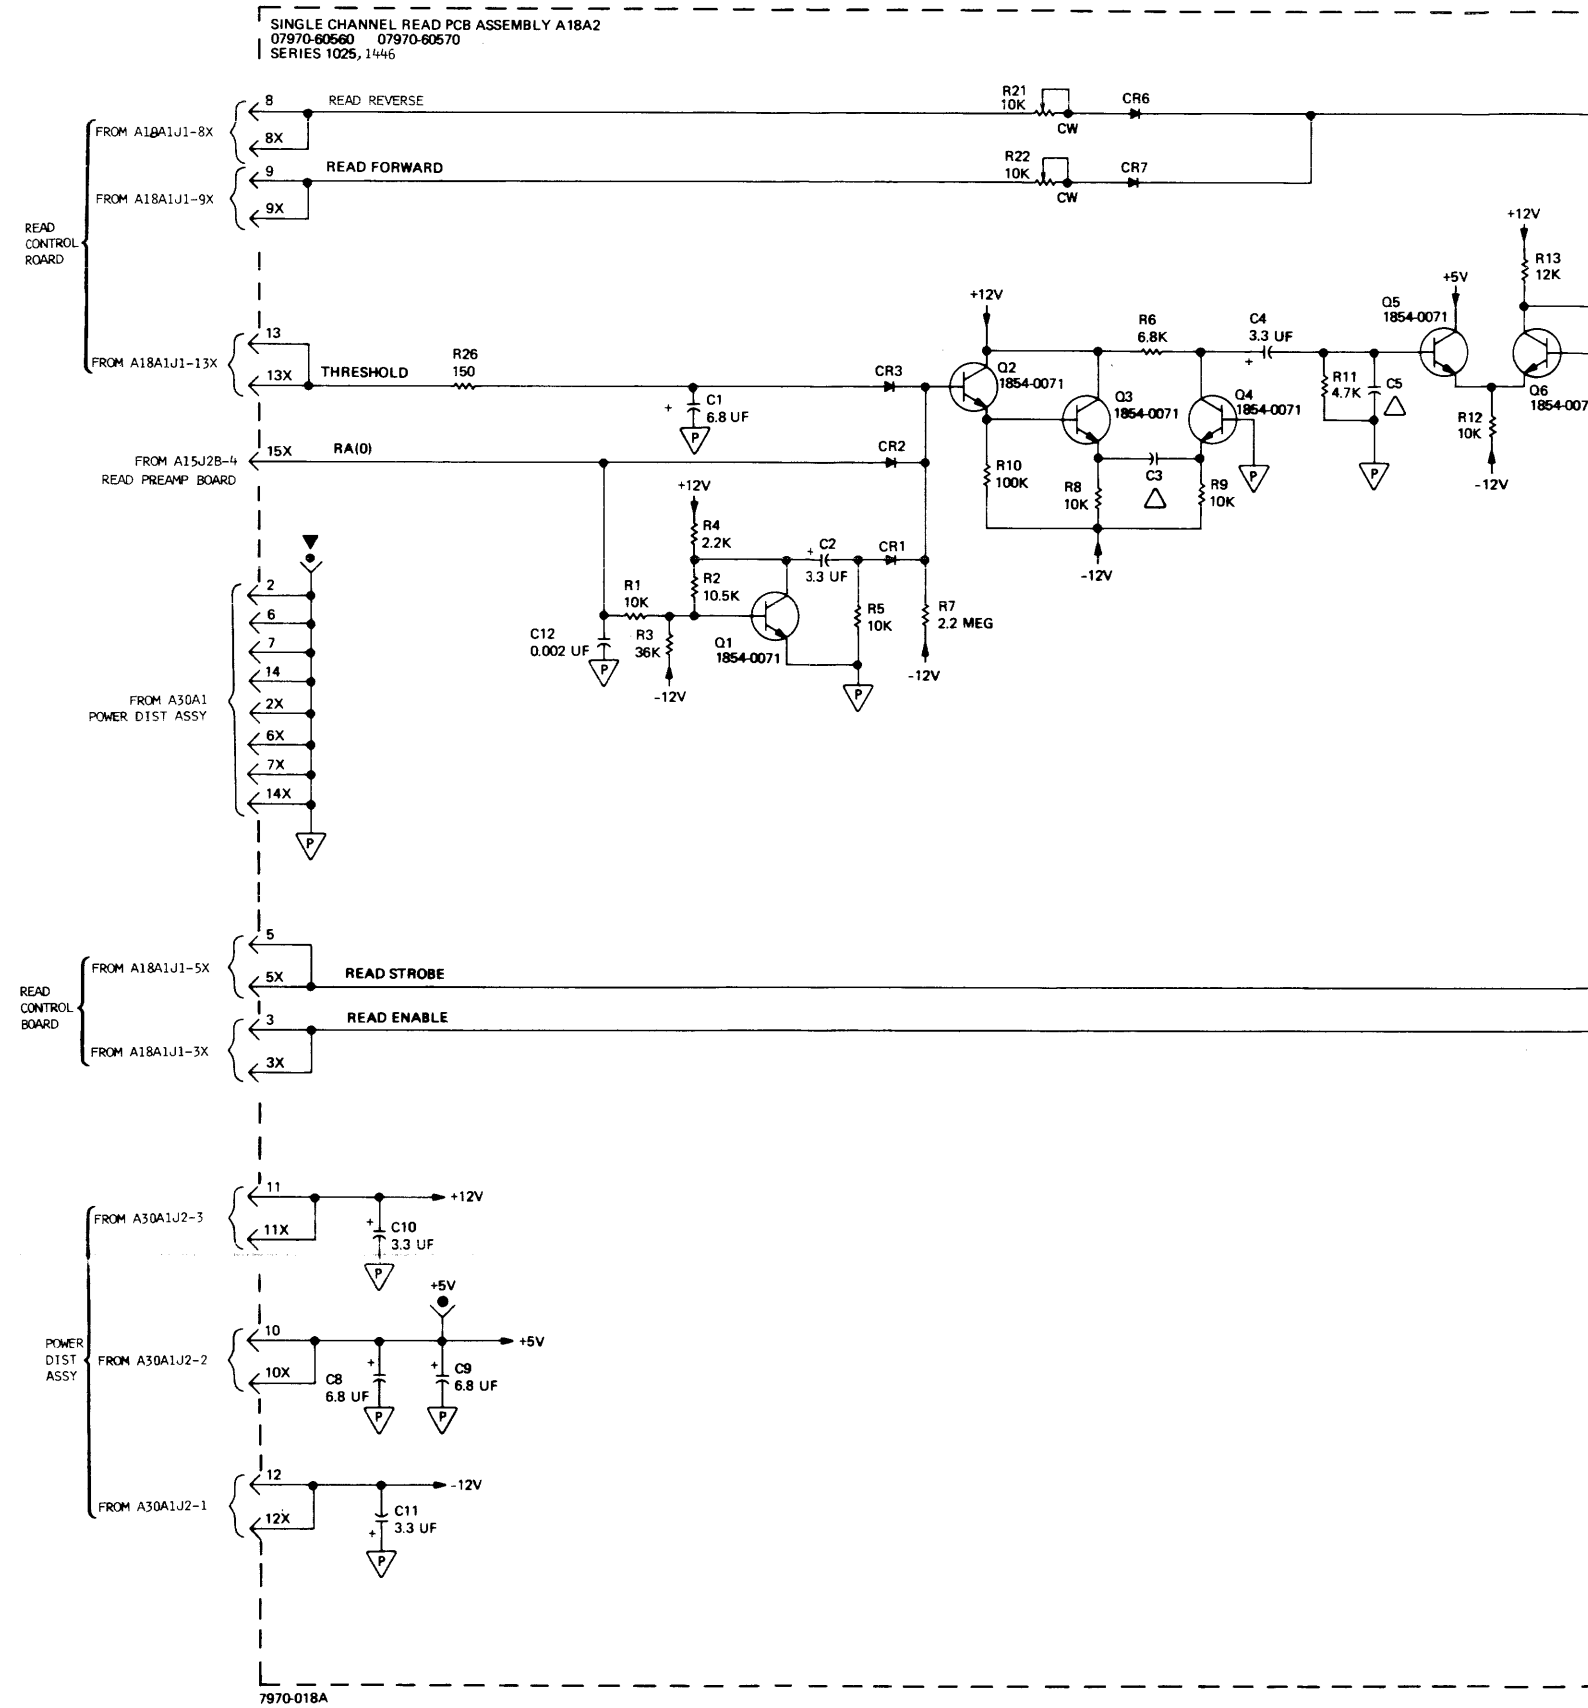 SINGLE CHANNEL READ PCB ASSEMBLY A18A2
07970-60560 07970-60570
SERIES 1025, 1446
8
READ REVERSE
FROM A18A1J1-8X
8X
R21
10K
CW
CR6
9
READ FORWARD
FROM A18A1J1-9X
9X
R22
10K
CW
CR7
READ
CONTROL
ROARD
13
FROM A18A1J1-13X
13X
THRESHOLD
R26
150
+
C1
6.8 UF
P
CR3
+12V
Q2
1854-0071
R6
6.8K
C4
3.3 UF
+
Q3
1854-0071
Q4
1854-0071
R10
100K
R8
10K
C3
R9
10K
P
-12V
R11
4.7K
C5
P
+5V
Q5
1854-0071
+12V
R13
12K
R12
10K
-12V
Q6
1854-007
FROM A15J2B-4
READ PREAMP BOARD
15X
RA(0)
CR2
+12V
R4
2.2K
R2
10.5K
+
C2
3.3 UF
CR1
R1
10K
R3
36K
-12V
C12
0.002 UF
P
Q1
1854-0071
R5
10K
P
R7
2.2 MEG
-12V
2
6
7
14
2X
6X
7X
14X
FROM A30A1
POWER DIST ASSY
P
5
FROM A18A1J1-5X
5X
READ STROBE
READ
CONTROL
BOARD
3
READ ENABLE
FROM A18A1J1-3X
3X
11
+12V
FROM A30A1J2-3
11X
+
C10
3.3 UF
P
+5V
10
+5V
POWER
DIST
ASSY
FROM A30A1J2-2
10X
+
C8
6.8 UF
P
+
C9
6.8 UF
P
12
-12V
FROM A30A1J2-1
12X
+
C11
3.3 UF
P
7970-018A